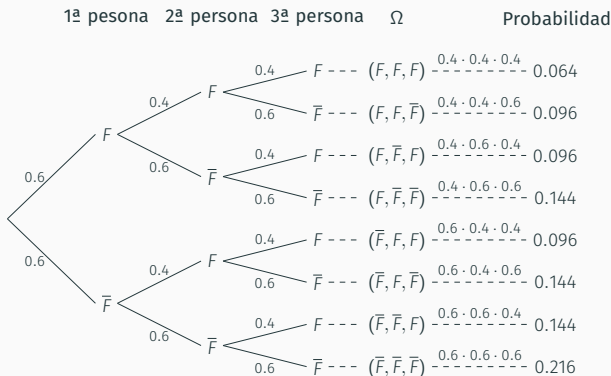 1ª pesona 2ª persona 3ª persona Ω Probabilidad
0.4 F (F, F, F) 0.4 · 0.4 · 0.4 0.064
0.4 F
0.6 F̅ (F, F, F̅) 0.4 · 0.4 · 0.6 0.096
0.6 F
0.4 F (F, F̅, F) 0.4 · 0.6 · 0.4 0.096
0.6 F̅
0.6 F̅ (F, F̅, F̅) 0.4 · 0.6 · 0.6 0.144
0.4 F (F̅, F, F) 0.6 · 0.4 · 0.4 0.096
0.4 F
0.6 F̅ (F̅, F, F̅) 0.6 · 0.4 · 0.6 0.144
0.6 F̅
0.4 F (F̅, F̅, F) 0.6 · 0.6 · 0.4 0.144
0.6 F̅
0.6 F̅ (F̅, F̅, F̅) 0.6 · 0.6 · 0.6 0.216